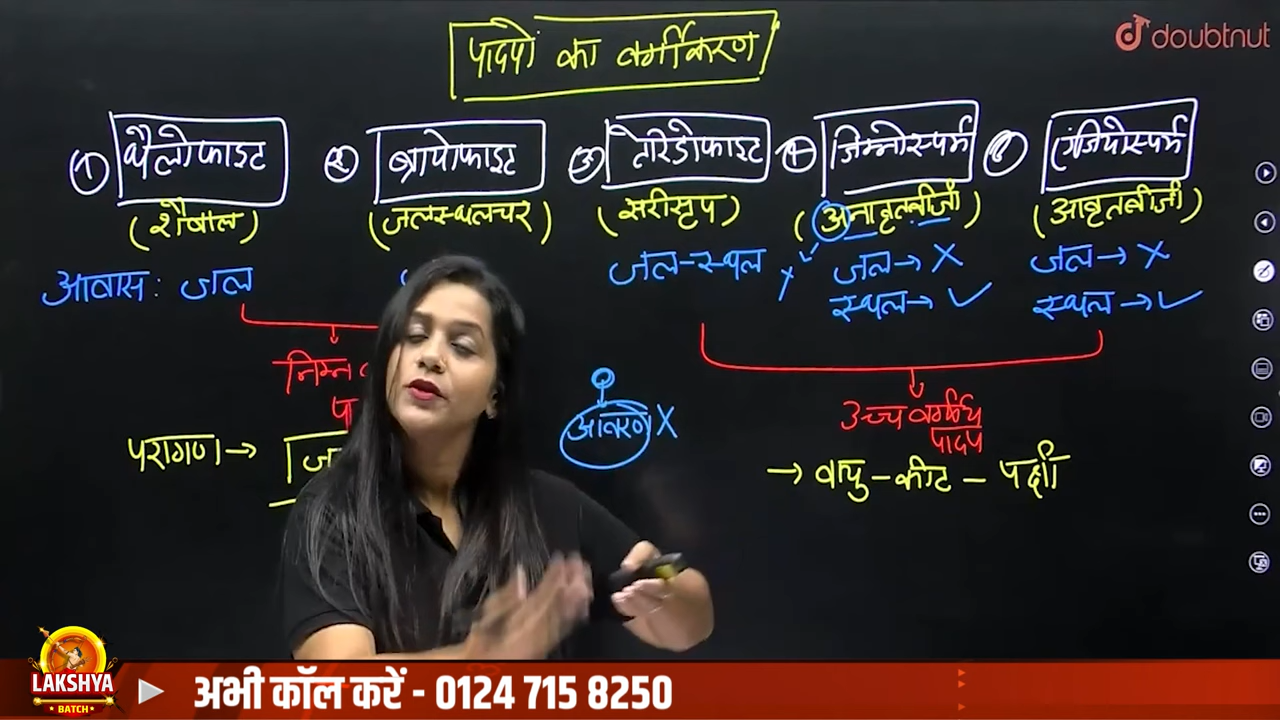 doubtnut
पादपों का वर्गीकरण
① थैलोफाइट ② ब्रायोफाइट ③ टेरिडोफाइट ④ जिम्नोस्पर्म ⑤ एंजियोस्पर्म
(शैवाल) (जलस्थलचर) (सरीसृप) (अनावृतबीजी) (आवृतबीजी)
आवास: जल जल-स्थल जल→ X जल→ X
स्थल→ ✓ स्थल→ ✓
निम्न
पा
उच्च वर्गीय
पादप
आवरण X
परागण→
→ वायु-कीट-पक्षी
LAKSHYA
BATCH
अभी कॉल करें - 0124 715 8250